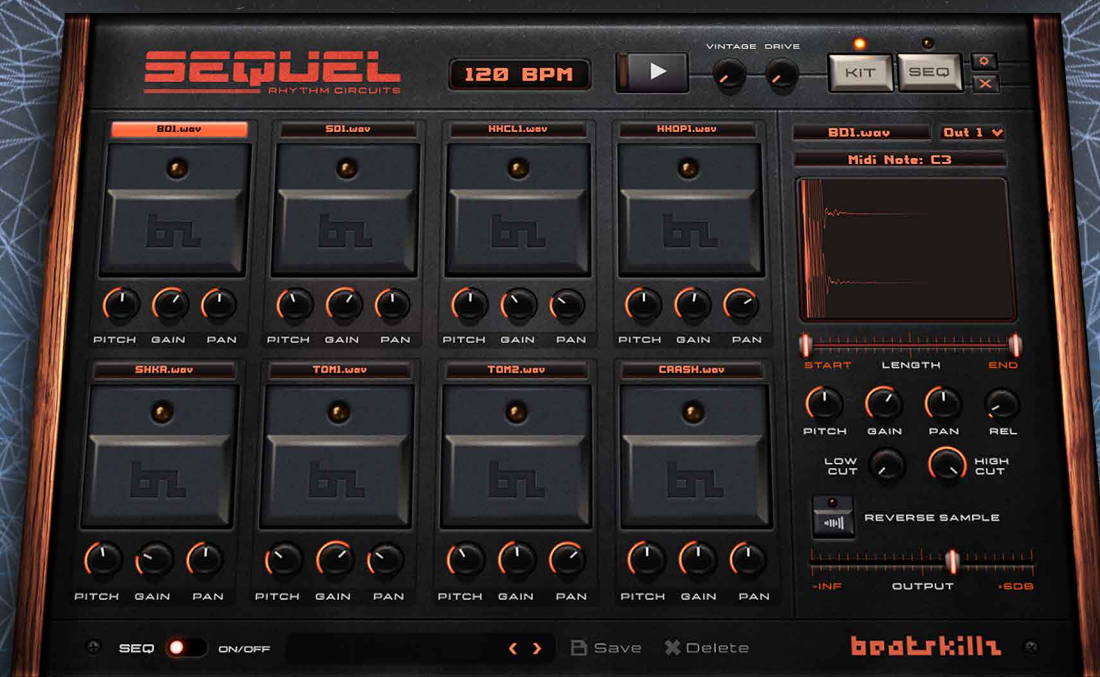 SEQUEL
RHYTHM CIRCUITS
120 BPM
VINTAGE DRIVE
KIT SEQ
BD1.wav SD1.wav HHCL1.wav HHOP1.wav
BD1.wav Out 1
Midi Note: C3
PITCH GAIN PAN PITCH GAIN PAN PITCH GAIN PAN PITCH GAIN PAN
START LENGTH END
SHKR.wav TOM1.wav TOM2.wav CRASH.wav
PITCH GAIN PAN REL
LOW CUT
HIGH CUT
REVERSE SAMPLE
-INF OUTPUT +6DB
PITCH GAIN PAN PITCH GAIN PAN PITCH GAIN PAN PITCH GAIN PAN
SEQ ON/OFF
Save Delete
beatskillz